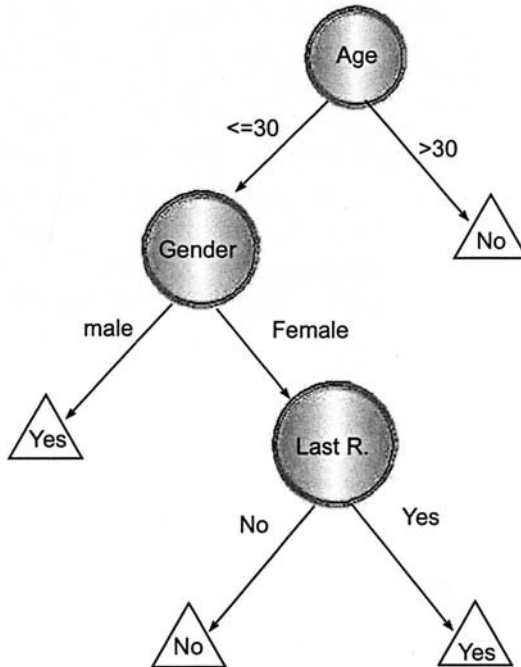 Age
<=30
>30
Gender
No
male
Female
Yes
Last R.
No
Yes
No
Yes